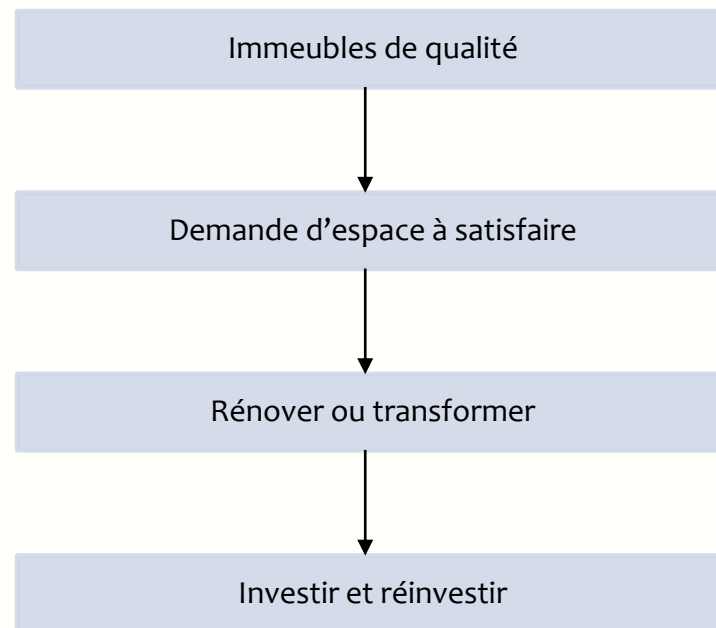 Immeubles de qualité
Demande d’espace à satisfaire
Rénover ou transformer
Investir et réinvestir